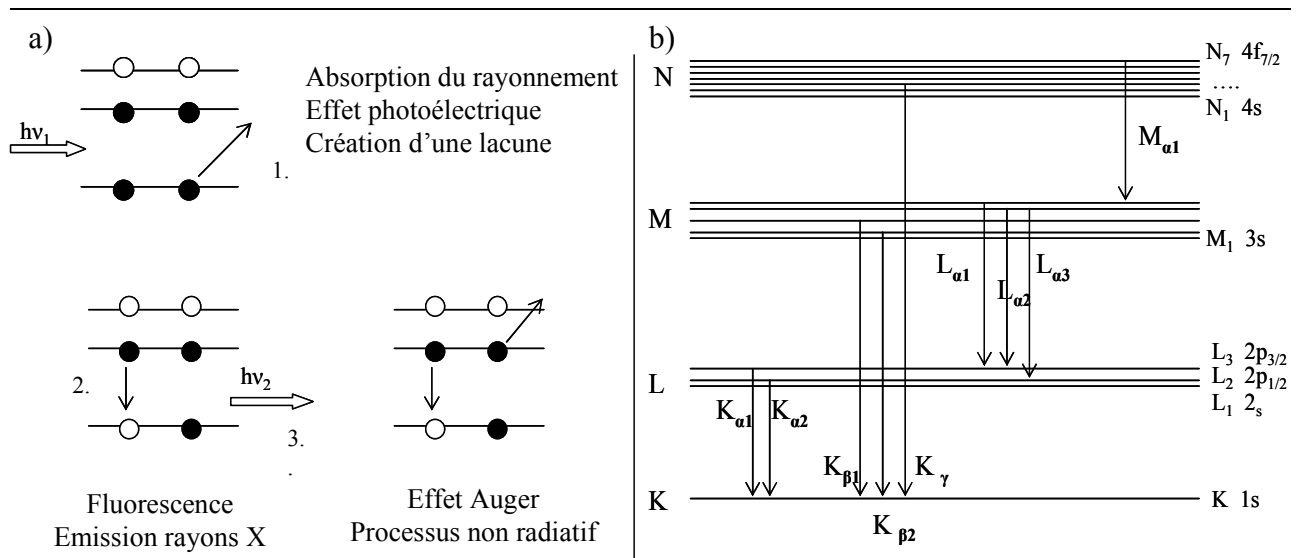 a)
Absorption du rayonnement
Effet photoélectrique
Création d'une lacune
hν₁
1.
2.
hν₂
3.
.
Fluorescence
Emission rayons X
Effet Auger
Processus non radiatif
b)
N
N₇ 4f₇/₂
....
N₁ 4s
Mα1
M
M₁ 3s
Lα1
Lα2
Lα3
L
L₃ 2p₃/₂
L₂ 2p₁/₂
L₁ 2ₛ
Kα1
Kα2
Kβ1
Kγ
Kβ2
K
K 1s